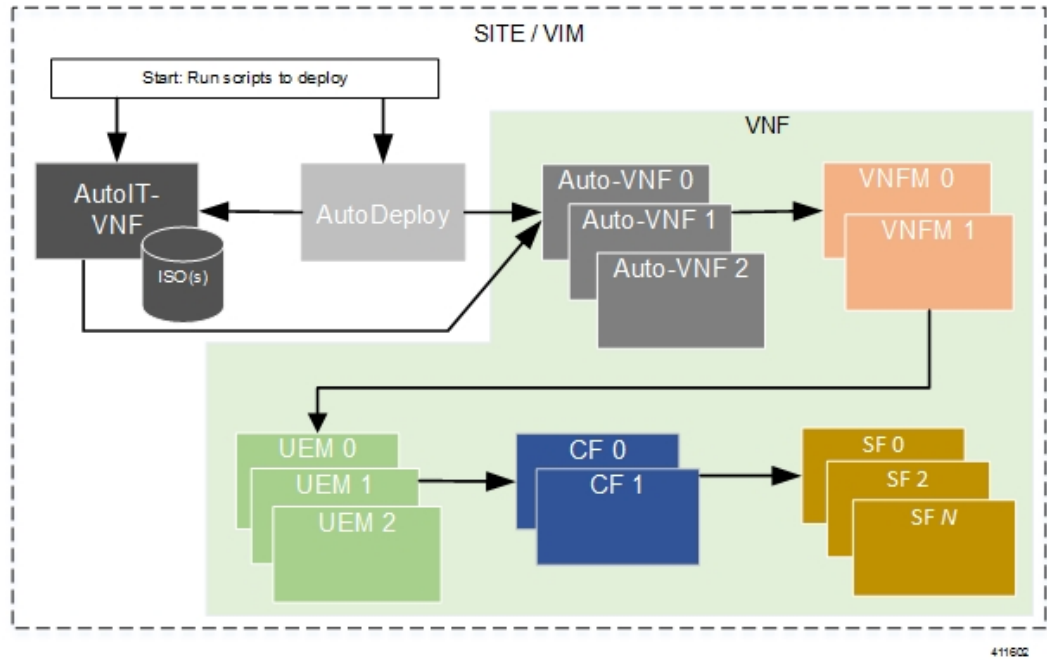 SITE / VIM
Start: Run scripts to deploy
VNF
AutoIT-
VNF
ISO(s)
AutoDeploy
Auto-VNF 0
Auto-VNF 1
Auto-VNF 2
VNFM 0
VNFM 1
UEM 0
UEM 1
UEM 2
CF 0
CF 1
SF 0
SF 2
SF N
411602